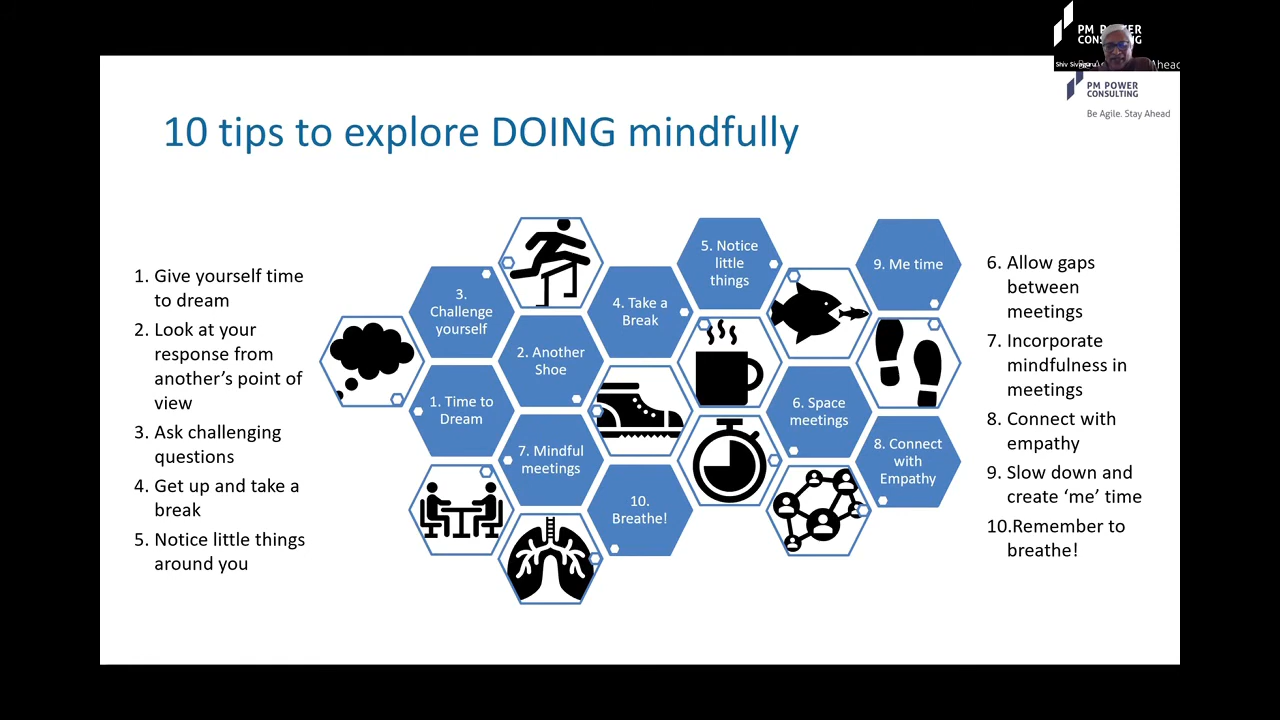 PM POWER
CONSULTING
Ahead
PM POWER
CONSULTING
Be Agile. Stay Ahead
10 tips to explore DOING mindfully
1. Give yourself time
to dream
2. Look at your
response from
another's point of
view
3. Ask challenging
questions
4. Get up and take a
break
5. Notice little things
around you
3.
Challenge
yourself
1. Time to
Dream
2. Another
Shoe
7. Mindful
meetings
4. Take a
Break
10.
Breathe!
5. Notice
little
things
6. Space
meetings
9. Me time
8. Connect
with
Empathy
6. Allow gaps
between
meetings
7. Incorporate
mindfulness in
meetings
8. Connect with
empathy
9. Slow down and
create ‘me’ time
10.Remember to
breathe!